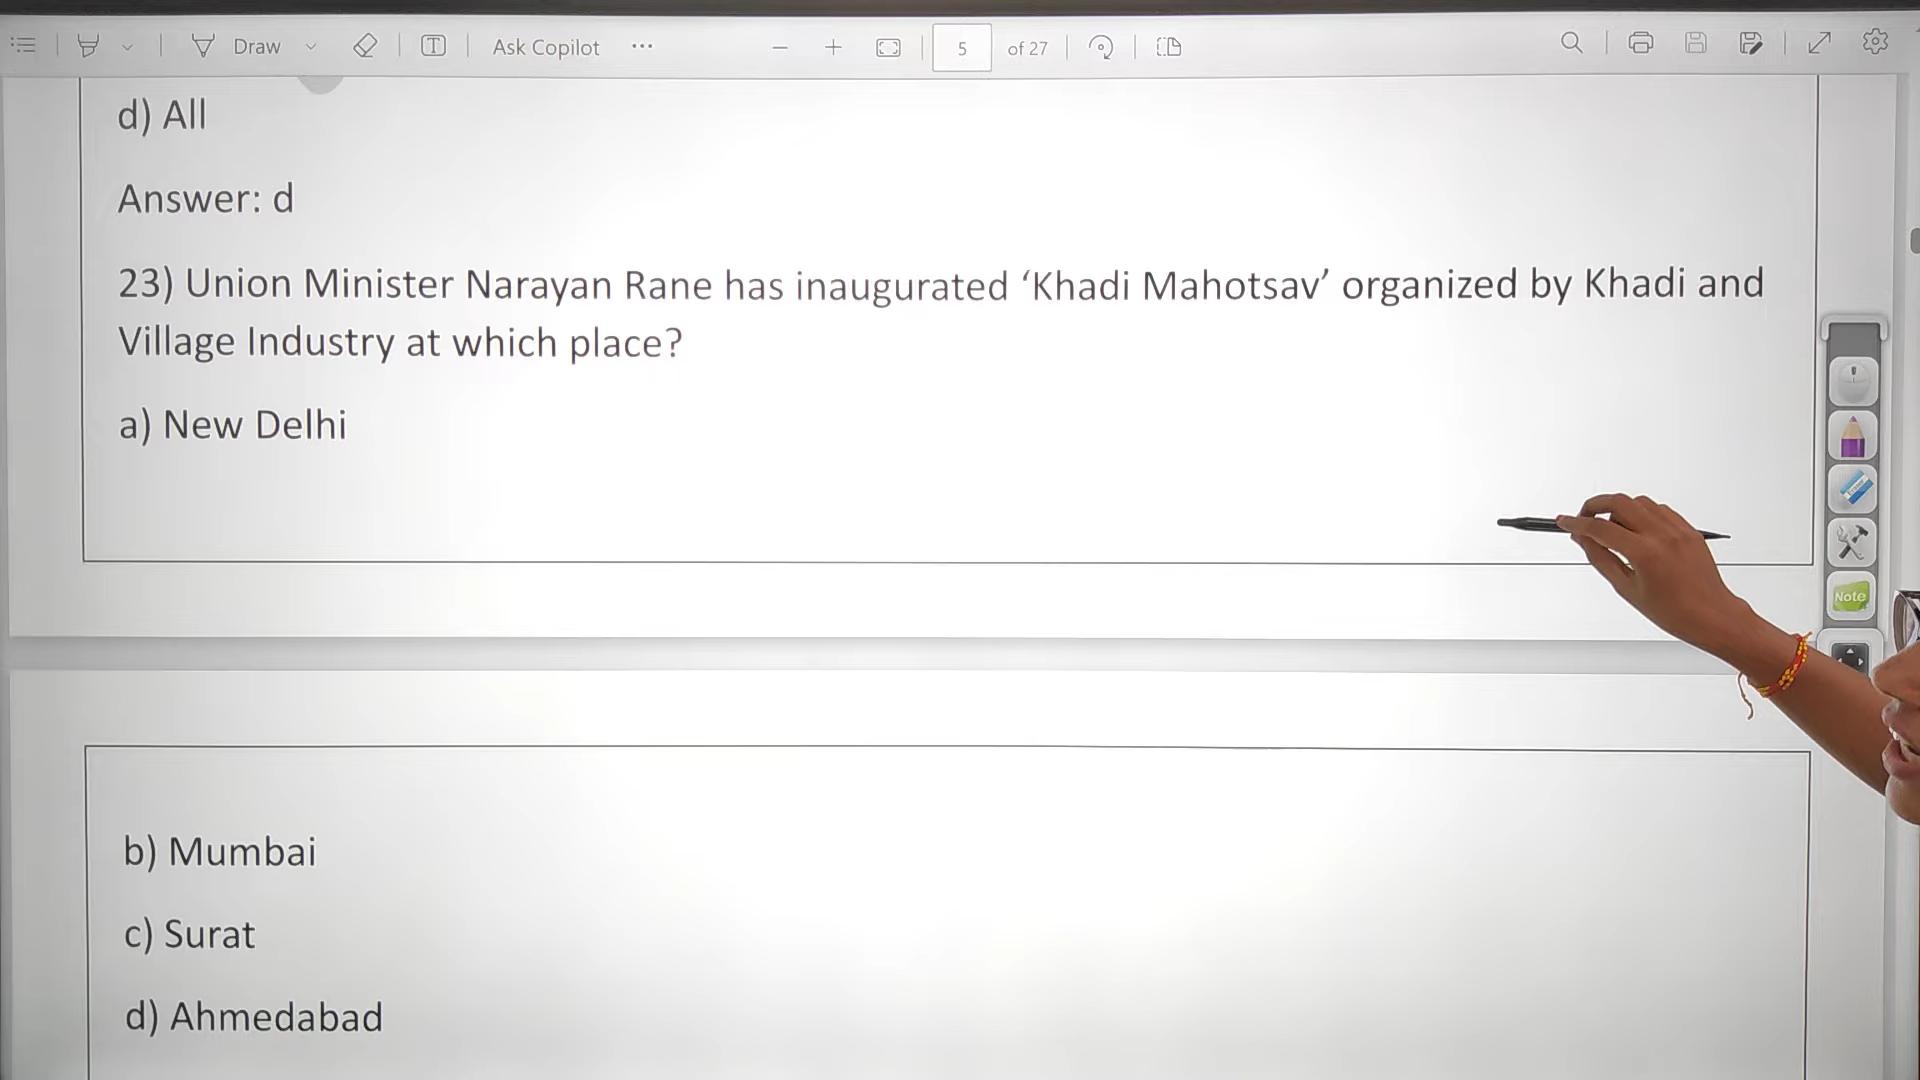 Draw
Ask Copilot
5
of 27
d) All
Answer: d
23) Union Minister Narayan Rane has inaugurated ‘Khadi Mahotsav’ organized by Khadi and
Village Industry at which place?
a) New Delhi
Note
b) Mumbai
c) Surat
d) Ahmedabad